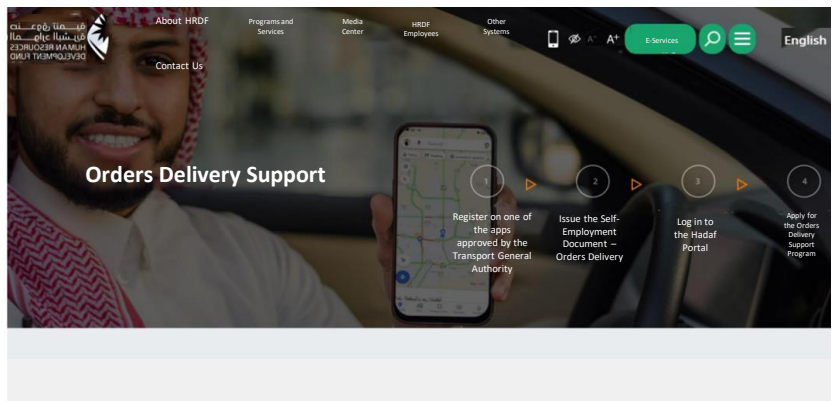 HUMAN RESOURCES
DEVELOPMENT FUND
About HRDF
Programs and
Services
Media
Center
HRDF
Employees
Other
Systems
A-
A+
E-Services
English
Contact Us
Orders Delivery Support
1
2
3
4
Register on one of
the apps
approved by the
Transport General
Authority
Issue the Self-
Employment
Document –
Orders Delivery
Log in to
the Hadaf
Portal
Apply for
the Orders
Delivery
Support
Program